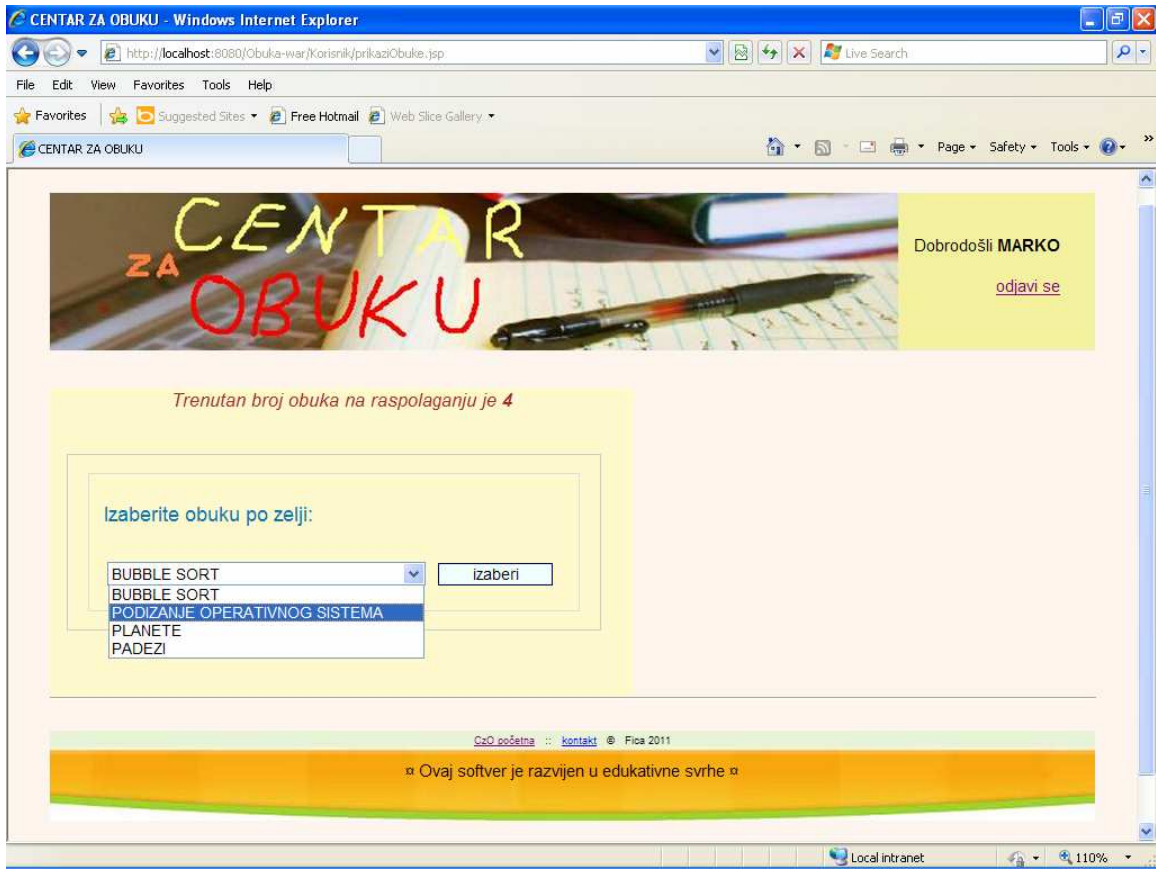 CENTAR ZA OBUKU - Windows Internet Explorer
http://localhost:8080/Obuka-war/Korisnik/prikaziObuke.jsp
Live Search
File Edit View Favorites Tools Help
Favorites Suggested Sites Free Hotmail Web Slice Gallery
CENTAR ZA OBUKU
Page Safety Tools »
CENTAR
ZA
OBUKU
Dobrodošli MARKO
odjavi se
Trenutan broj obuka na raspolaganju je 4
Izaberite obuku po zelji:
BUBBLE SORT
izaberi
BUBBLE SORT
PODIZANJE OPERATIVNOG SISTEMA
PLANETE
PADEZI
CzO početna :: kontakt © Fica 2011
¤ Ovaj softver je razvijen u edukativne svrhe ¤
Local intranet
110%